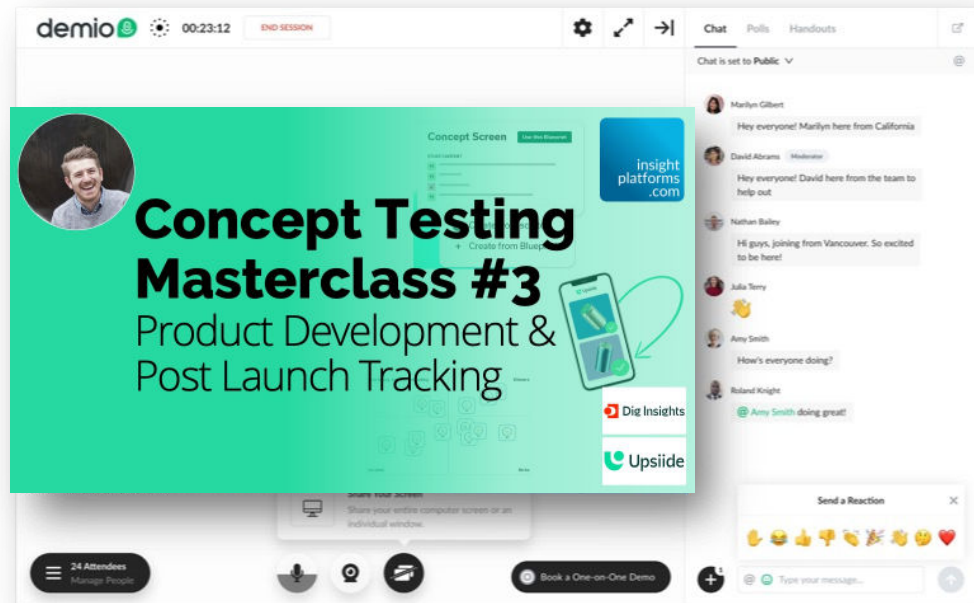 demio
00:23:12
END SESSION
Chat
Polls
Handouts
Chat is set to Public
Marilyn Gilbert
Hey everyone! Marilyn here from California
David Abrams
Moderator
Hey everyone! David here from the team to
help out
Nathan Bailey
Hi guys, joining from Vancouver. So excited
to be here!
Julia Terry
Amy Smith
How's everyone doing?
Roland Knight
@ Amy Smith doing great!
Send a Reaction
@
Type your message...
Concept Screen
Use this Blueprint
+ Create from Bluep
insight
platforms
.com
Concept Testing
Masterclass #3
Product Development &
Post Launch Tracking
Upsiide
Dig Insights
Upsiide
Share Your Screen
Share your entire computer screen or an
individual window.
24 Attendees
Manage People
Book a One-on-One Demo
1